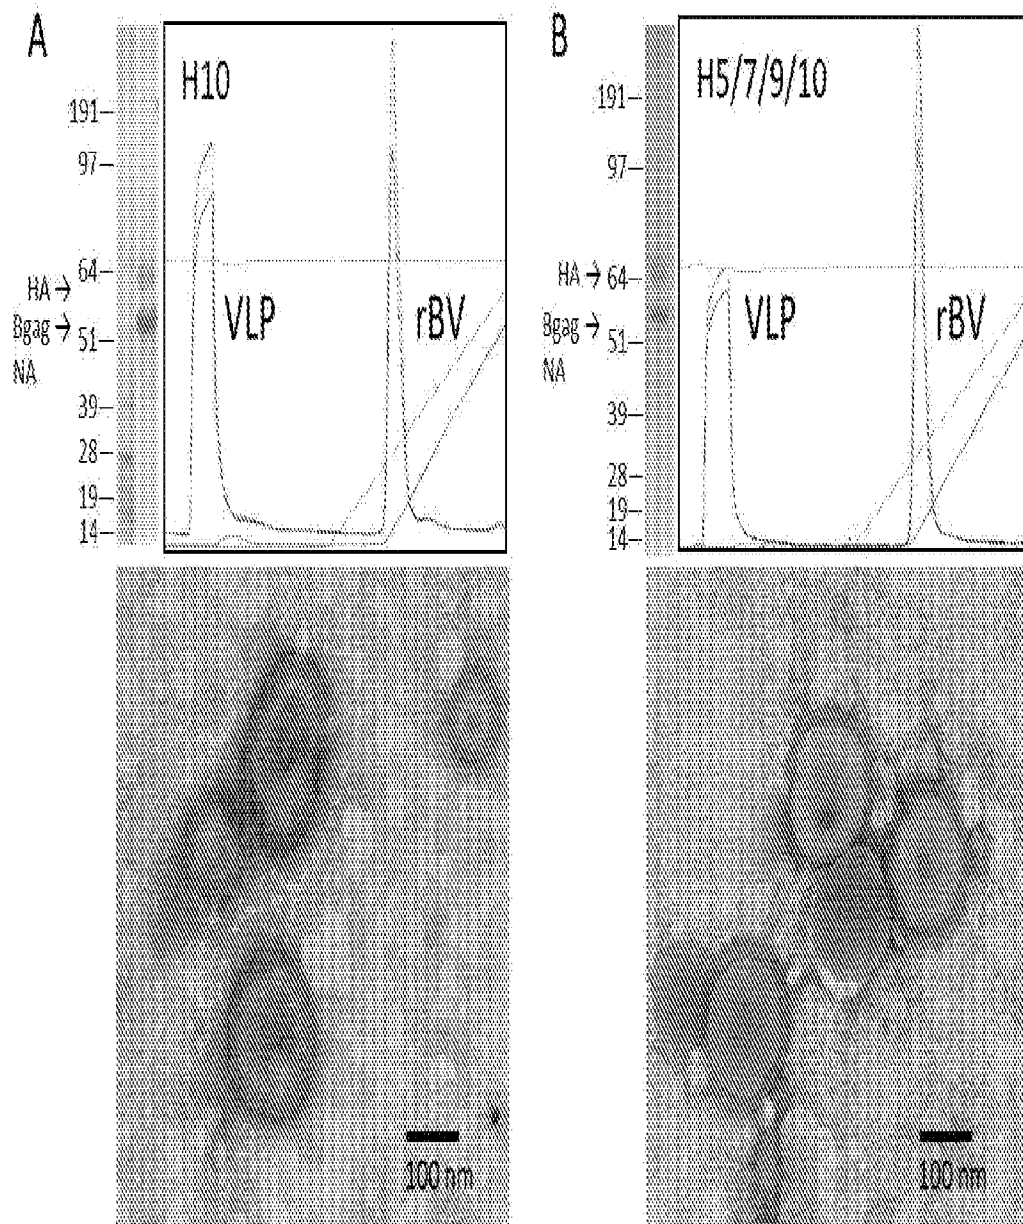 A
H10
191
97
64
HA →
VLP
rBV
Bgag →
51
NA
39
28
19
14
100 nm
B
H5/7/9/10
191
97
HA → 64
VLP
rBV
Bgag →
51
NA
39
28
19
14
100 nm